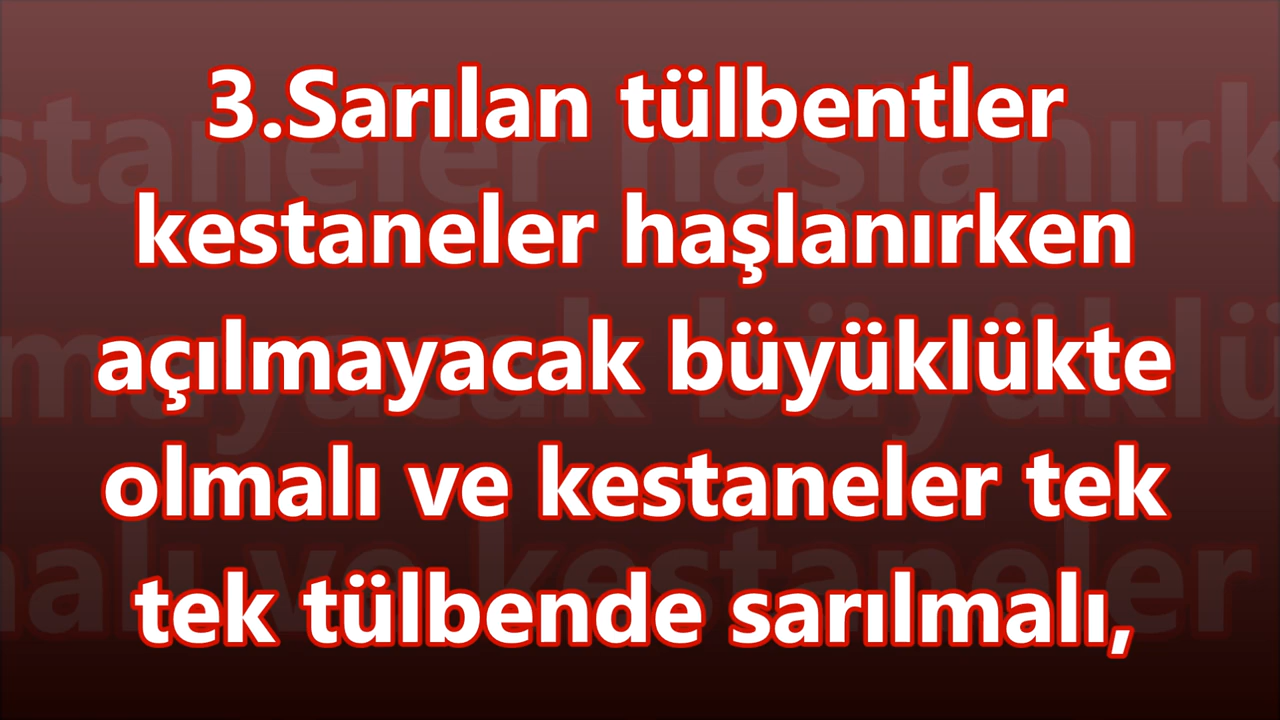 3.Sarılan tülbentler
kestaneler haşlanırken
açılmayacak büyüklükte
olmalı ve kestaneler tek
tek tülbende sarılmalı,